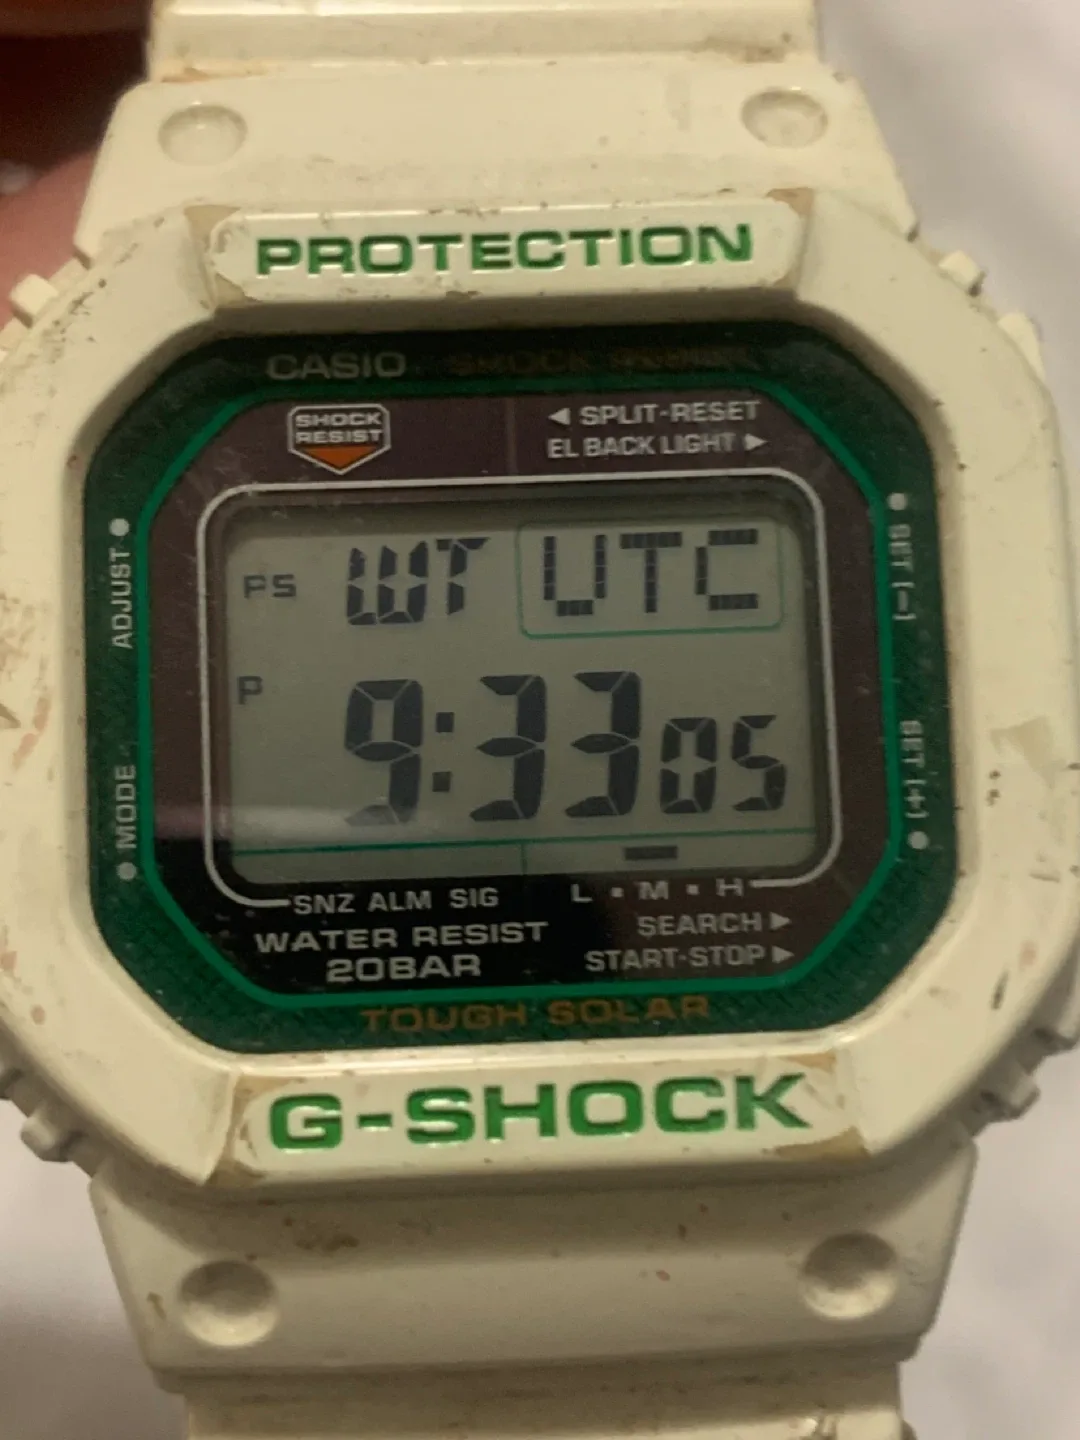 PROTECTION
CASIO SHOCK
SHOCK RESIST
◄ SPLIT-RESET
EL BACK LIGHT ►
ADJUST
SET (-)
PS WT UTC
P 9:33 05
MODE
SET (+)
SNZ ALM SIG
L · M · H
WATER RESIST
20BAR
SEARCH ►
START-STOP ►
TOUGH SOLAR
G-SHOCK